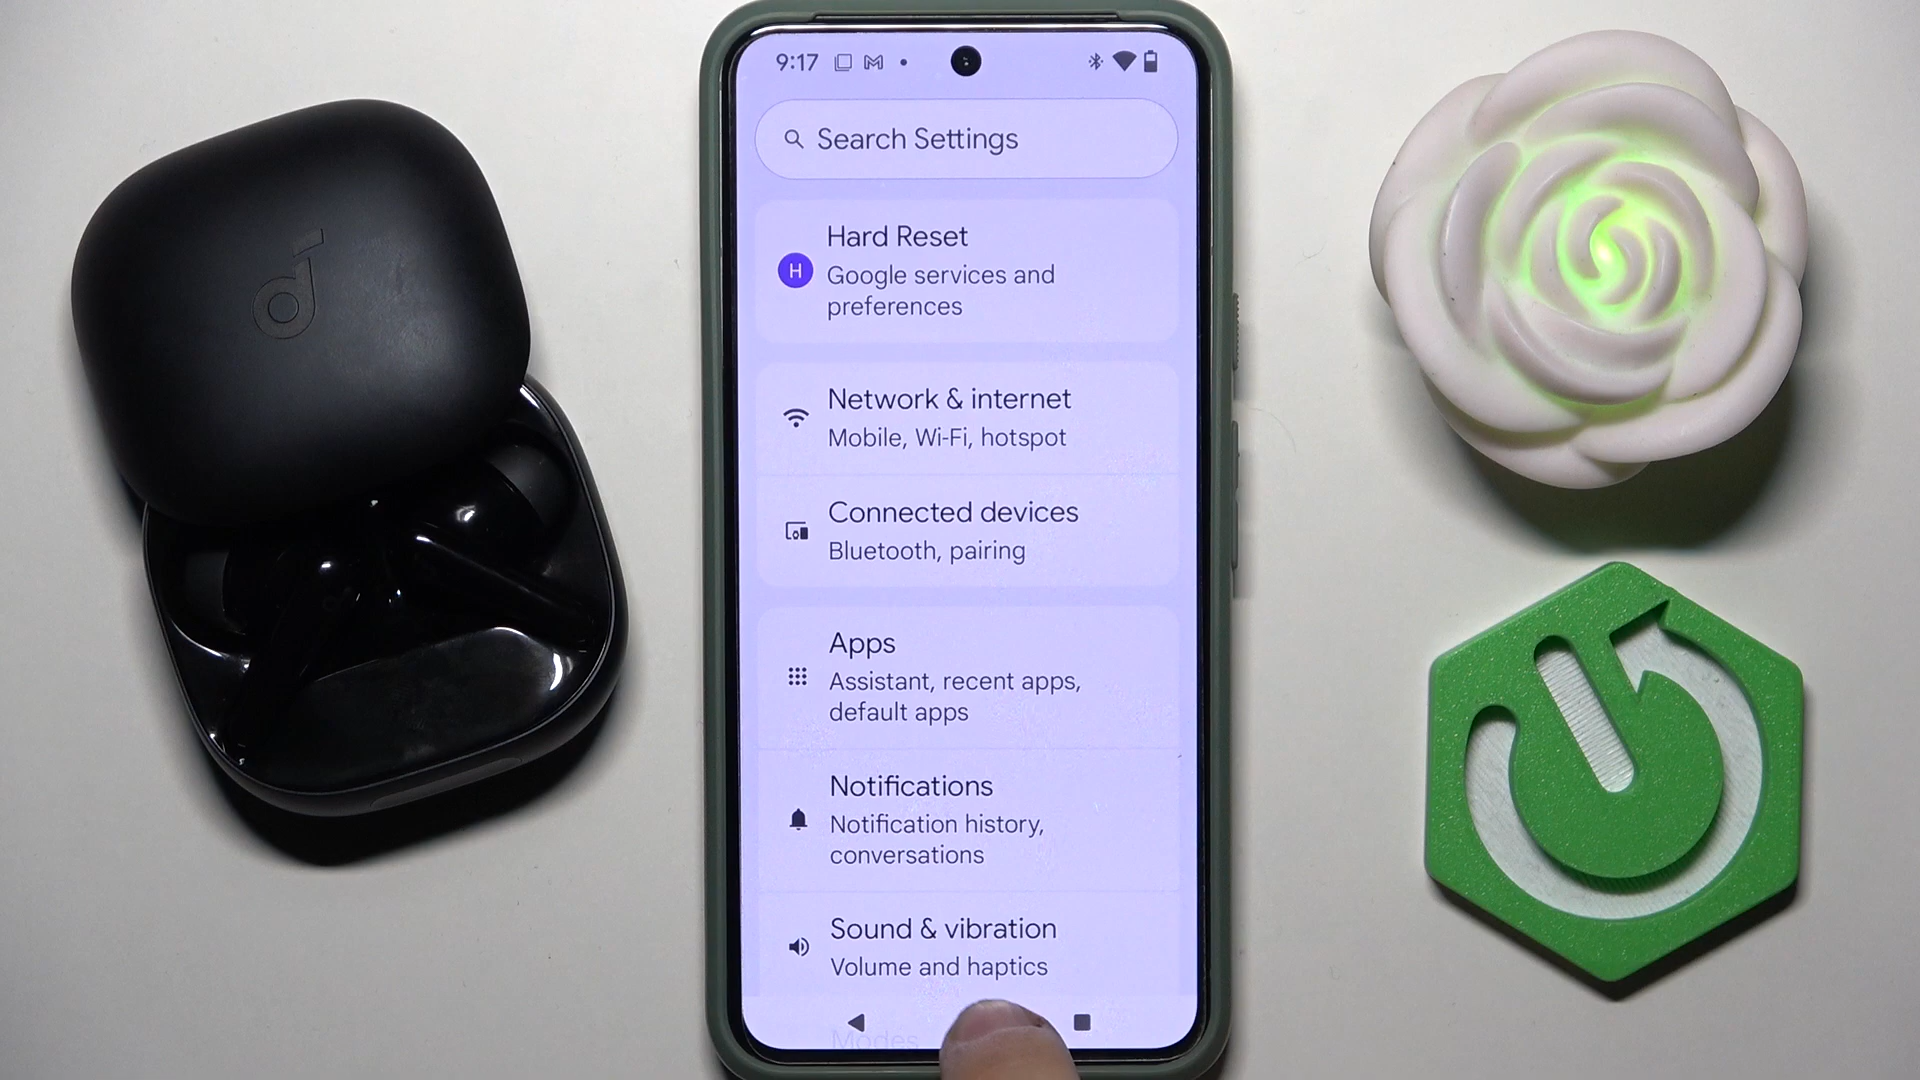 9:17
Search Settings
Hard Reset
H
Google services and
preferences
Network & internet
Mobile, Wi-Fi, hotspot
Connected devices
Bluetooth, pairing
Apps
Assistant, recent apps,
default apps
Notifications
Notification history,
conversations
Sound & vibration
Volume and haptics
Modes